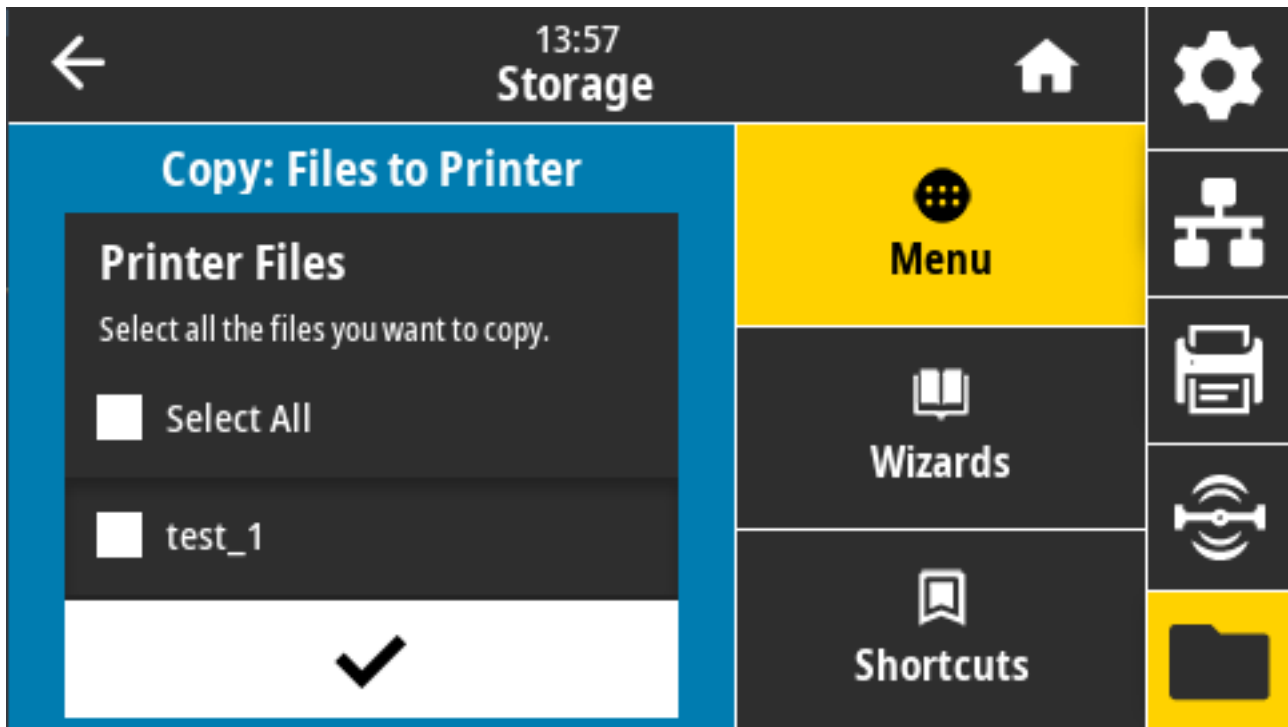 13:57
Storage
Copy: Files to Printer
Printer Files
Select all the files you want to copy.
Select All
test_1
Menu
Wizards
Shortcuts